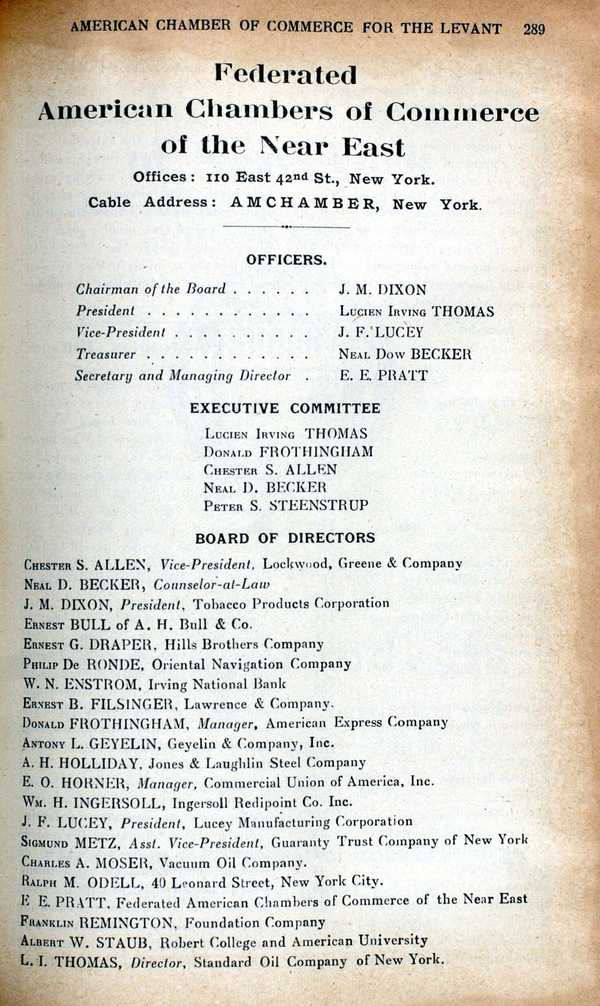 AMERICAN CHAMBER OF COMMERCE FOR THE LEVANT 289
Federated
American Chambers of Commerce
of the Near East
Offices: 110 East 42nd St., New York.
Cable Address: AMCHAMBER, New York.
OFFICERS.
Chairman of the Board . . . . . . J. M. DIXON
President . . . . . . . . . . . . Lucien Irving THOMAS
Vice-President . . . . . . . . . . J. F. LUCEY
Treasurer . . . . . . . . . . . . Neal Dow BECKER
Secretary and Managing Director . E. E. PRATT
EXECUTIVE COMMITTEE
Lucien Irving THOMAS
Donald FROTHINGHAM
Chester S. ALLEN
Neal D. BECKER
Peter S. STEENSTRUP
BOARD OF DIRECTORS
Chester S. ALLEN, Vice-President, Lockwood, Greene & Company
Neal D. BECKER, Counselor-at-Law
J. M. DIXON, President, Tobacco Products Corporation
Ernest BULL of A. H. Bull & Co.
Ernest G. DRAPER, Hills Brothers Company
Philip De RONDE, Oriental Navigation Company
W. N. ENSTROM, Irving National Bank
Ernest B. FILSINGER, Lawrence & Company.
Donald FROTHINGHAM, Manager, American Express Company
Antony L. GEYELIN, Geyelin & Company, Inc.
A. H. HOLLIDAY, Jones & Laughlin Steel Company
E. O. HORNER, Manager, Commercial Union of America, Inc.
Wm. H. INGERSOLL, Ingersoll Redipoint Co. Inc.
J. F. LUCEY, President, Lucey Manufacturing Corporation
Sigmund METZ, Asst. Vice-President, Guaranty Trust Company of New York
Charles A. MOSER, Vacuum Oil Company.
Ralph M. ODELL, 40 Leonard Street, New York City.
E. E. PRATT, Federated American Chambers of Commerce of the Near East
Franklin REMINGTON, Foundation Company
Albert W. STAUB, Robert College and American University
L. I. THOMAS, Director, Standard Oil Company of New York.